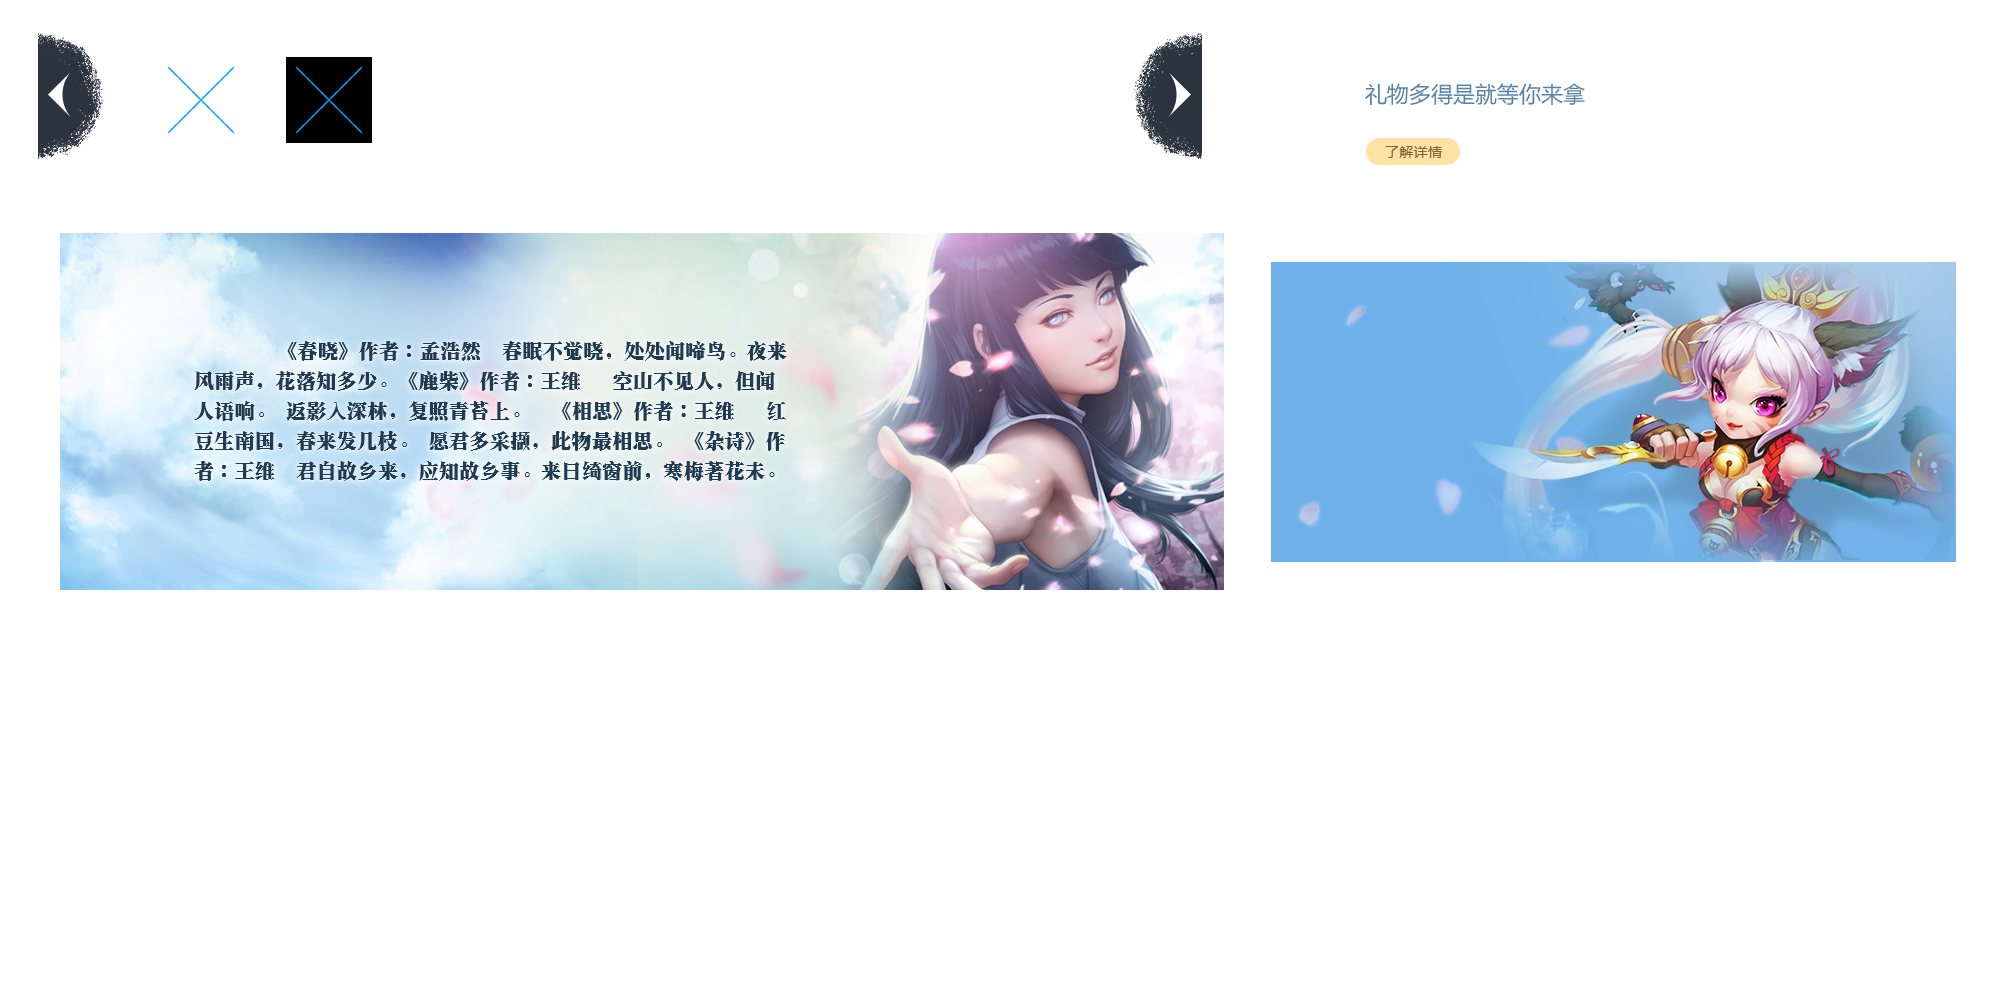 礼物多得是就等你来拿
了解详情
《春晓》作者：孟浩然 春眠不觉晓，处处闻啼鸟。夜来
风雨声，花落知多少。《鹿柴》作者：王维 空山不见人，但闻
人语响。 返影入深林，复照青苔上。 《相思》作者：王维 红
豆生南国，春来发几枝。 愿君多采撷，此物最相思。 《杂诗》作
者：王维 君自故乡来，应知故乡事。来日绮窗前，寒梅著花未。